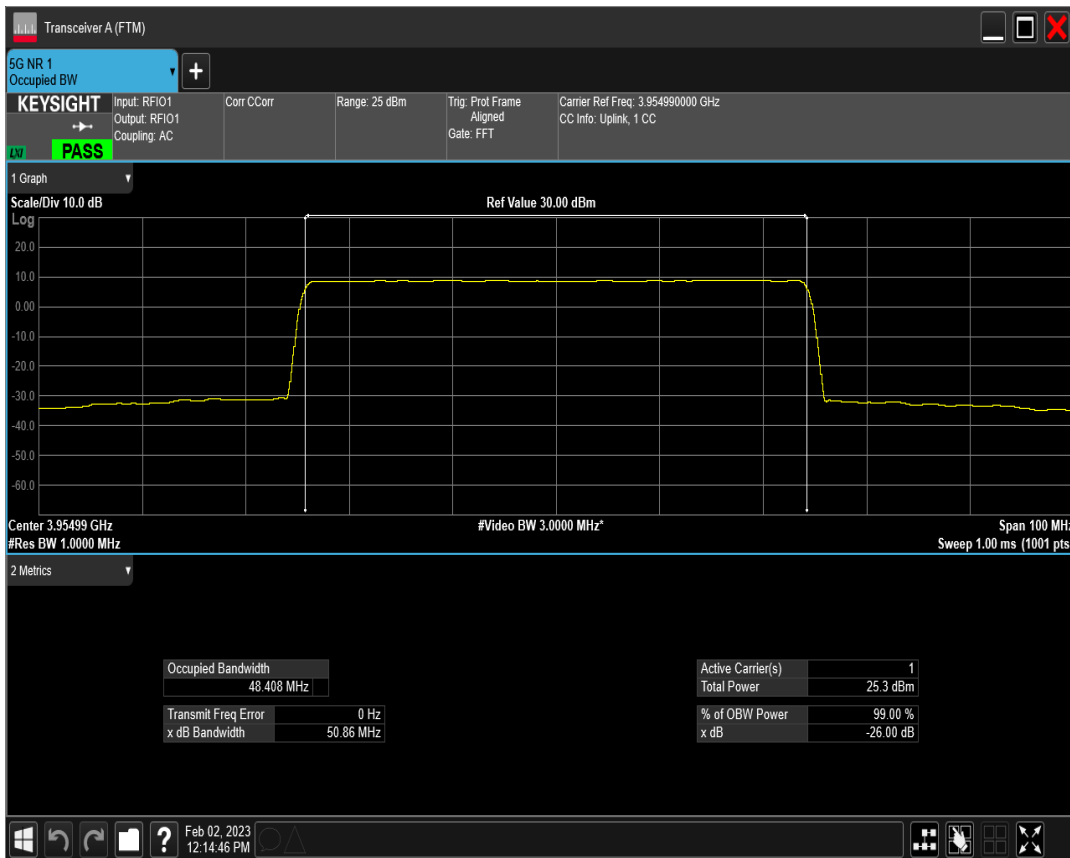 Transceiver A (FTM)
5G NR 1
Occupied BW
+
KEYSIGHT
LXI
PASS
Input: RFIO1
Output: RFIO1
Coupling: AC
Corr CCorr
Range: 25 dBm
Trig: Prot Frame
Aligned
Gate: FFT
Carrier Ref Freq: 3.954990000 GHz
CC Info: Uplink, 1 CC
1 Graph
Scale/Div 10.0 dB
Ref Value 30.00 dBm
Log
20.0
10.0
0.00
-10.0
-20.0
-30.0
-40.0
-50.0
-60.0
Center 3.95499 GHz
#Video BW 3.0000 MHz*
Span 100 MHz
#Res BW 1.0000 MHz
Sweep 1.00 ms (1001 pts
2 Metrics
Occupied Bandwidth
48.408 MHz
Transmit Freq Error 0 Hz
x dB Bandwidth 50.86 MHz
Active Carrier(s) 1
Total Power 25.3 dBm
% of OBW Power 99.00 %
x dB -26.00 dB
?
Feb 02, 2023
12:14:46 PM